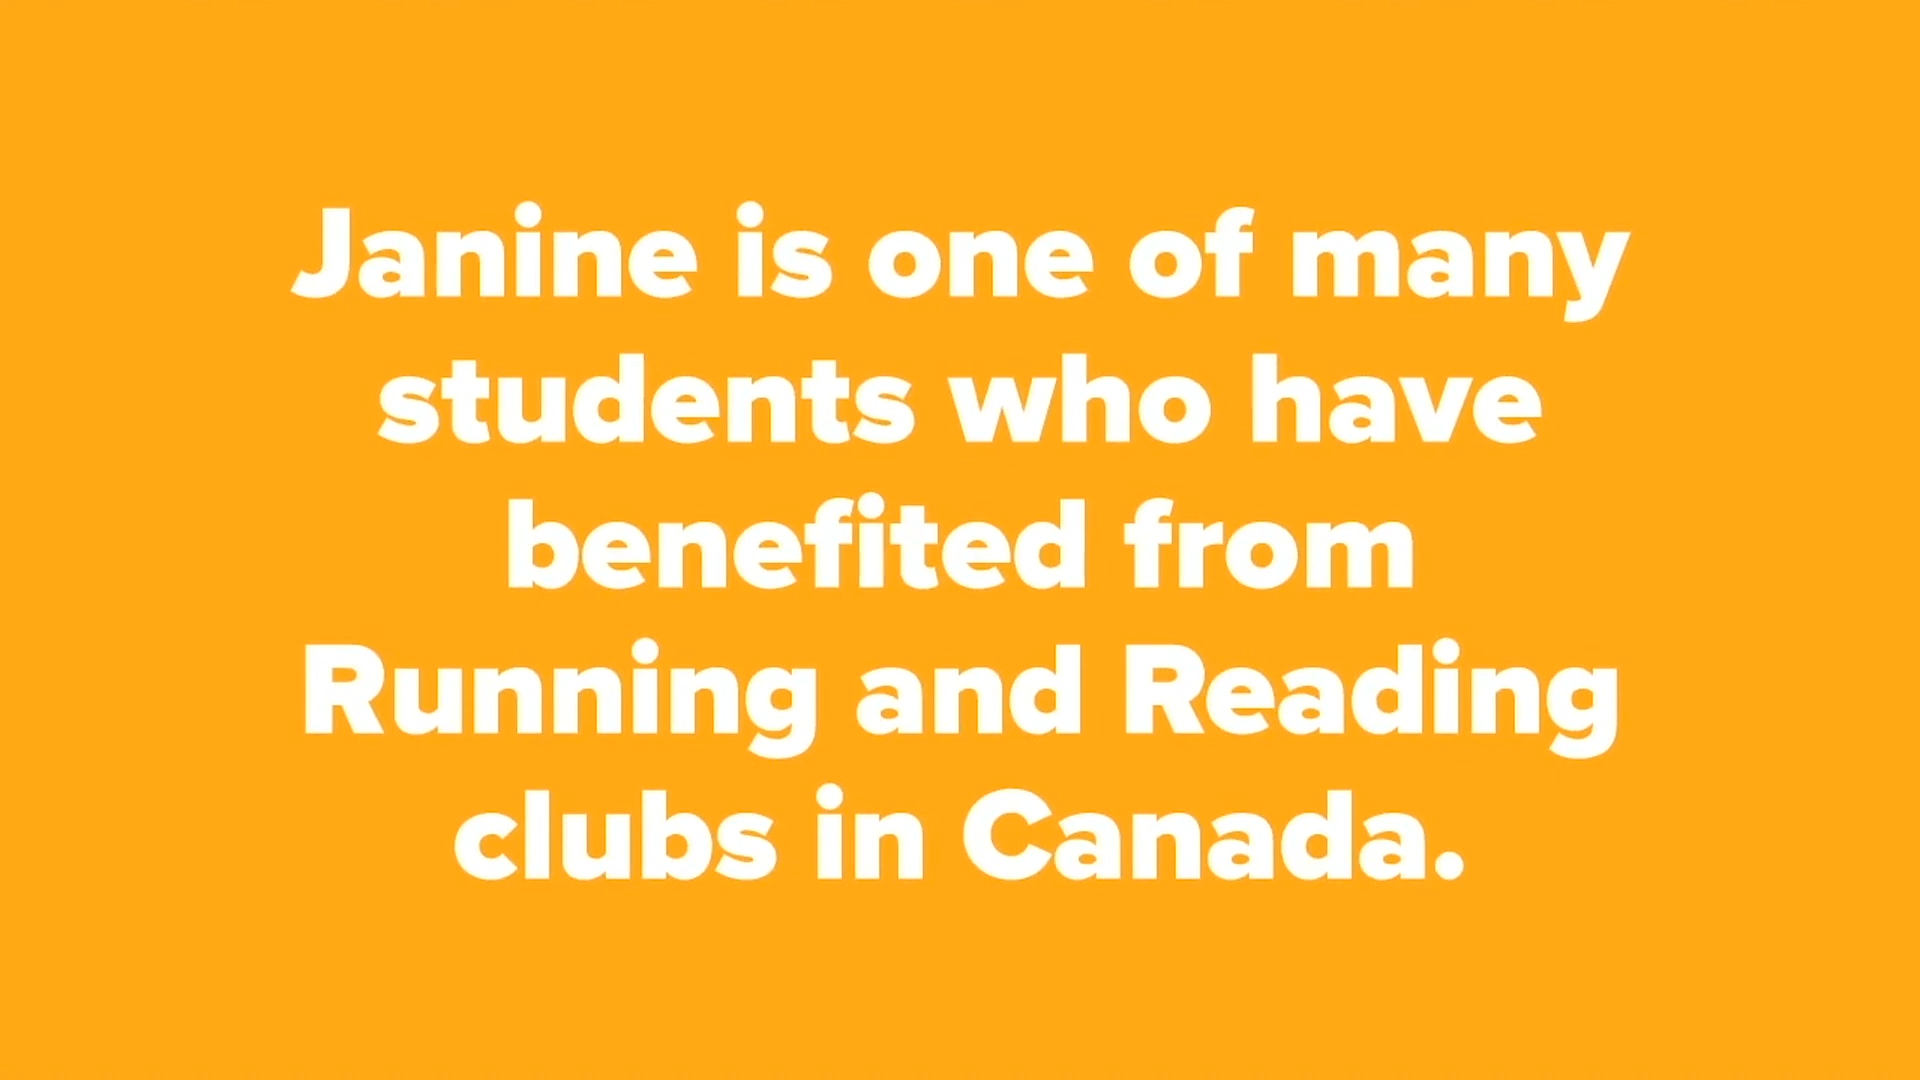 Janine is one of many
students who have
benefited from
Running and Reading
clubs in Canada.